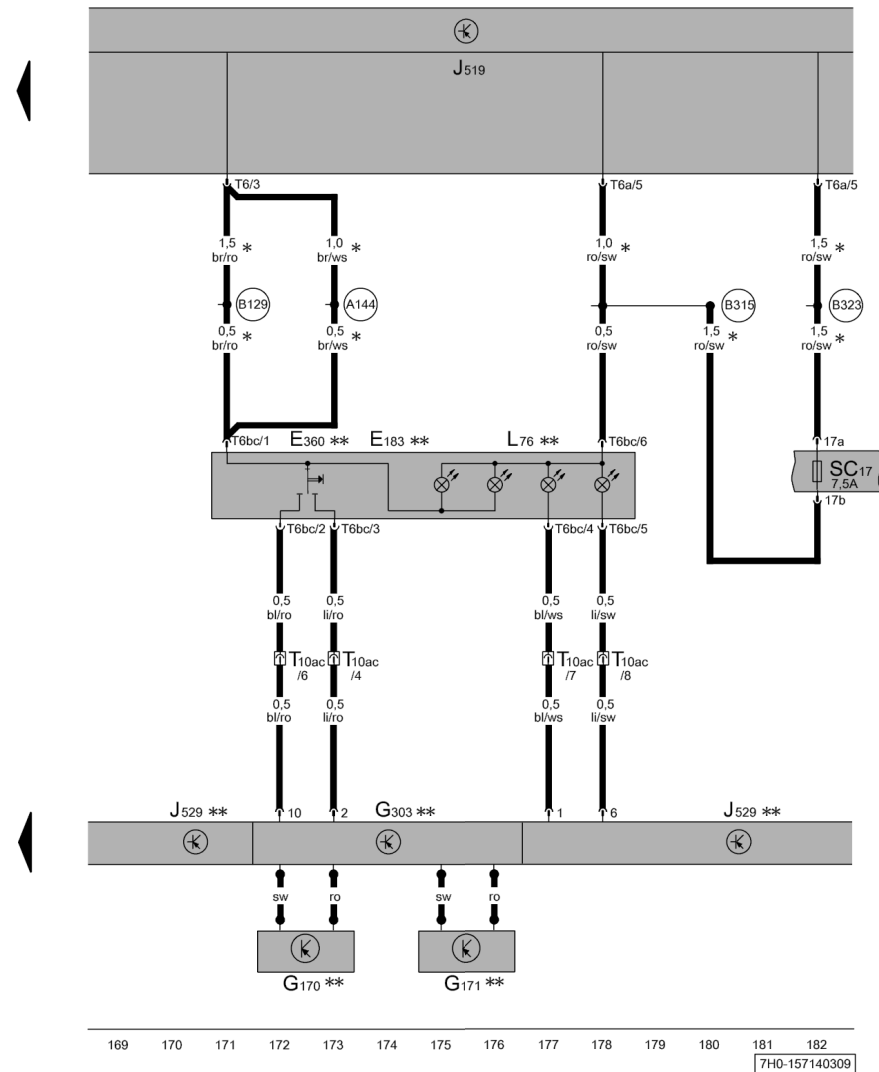 J519
T6/3
T6a/5
T6a/5
1,5
br/ro
*
1,0
br/ws
*
1,0
ro/sw
*
1,5
ro/sw
*
B129
A144
B315
B323
0,5
br/ro
*
0,5
br/ws
*
0,5
ro/sw
1,5
ro/sw
*
1,5
ro/sw
*
T6bc/1
E360 **
E183 **
L76 **
T6bc/6
17a
SC17
7,5A
17b
T6bc/2
T6bc/3
T6bc/4
T6bc/5
0,5
bl/ro
0,5
li/ro
0,5
bl/ws
0,5
li/sw
T10ac
/6
T10ac
/4
T10ac
/7
T10ac
/8
0,5
bl/ro
0,5
li/ro
0,5
bl/ws
0,5
li/sw
J529 **
10
2
G303 **
1
6
J529 **
sw
ro
sw
ro
G170 **
G171 **
169 170 171 172 173 174 175 176 177 178 179 180 181 182
7H0-157140309